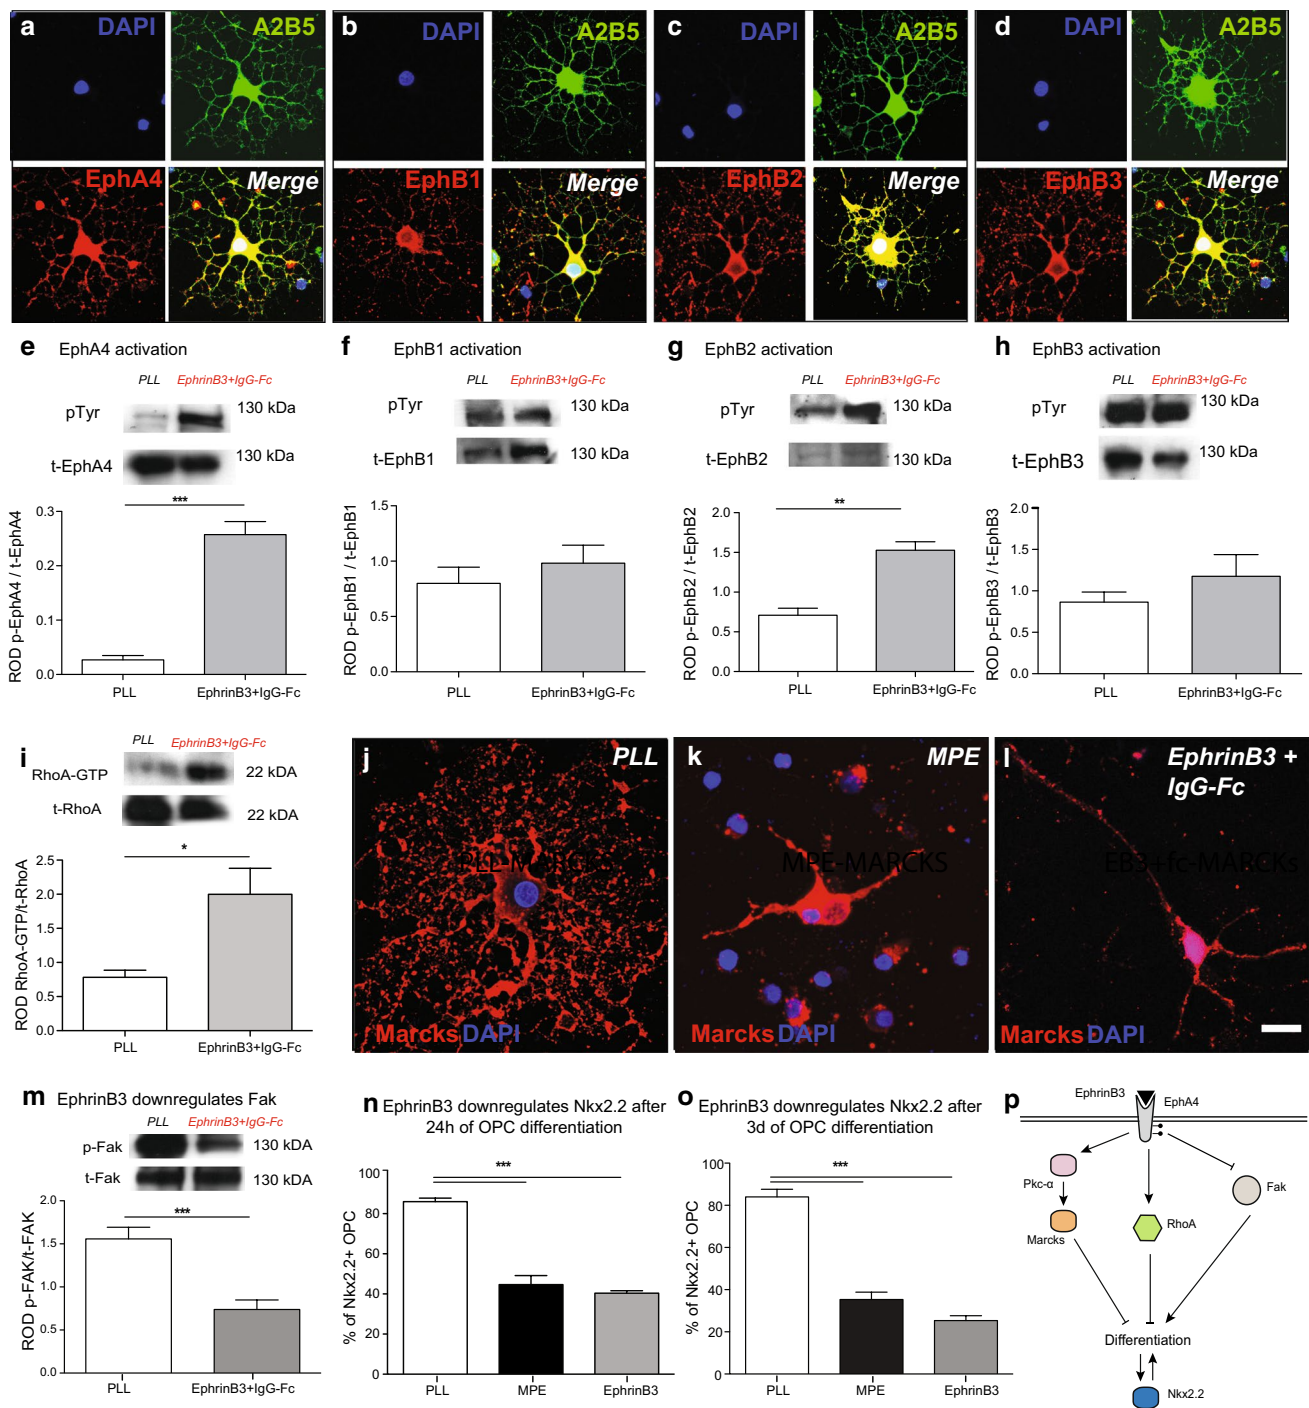 a DAPI A2B5 b DAPI A2B5 c DAPI A2B5 d DAPI A2B5
EphA4 Merge EphB1 Merge EphB2 Merge EphB3 Merge
e EphA4 activation
PLL EphrinB3+IgG-Fc
pTyr 130 kDa
t-EphA4 130 kDa
***
ROD p-EphA4 / t-EphA4
0.3
0.2
0.1
0.0
PLL EphrinB3+IgG-Fc
f EphB1 activation
PLL EphrinB3+IgG-Fc
pTyr 130 kDa
t-EphB1 130 kDa
ROD p-EphB1 / t-EphB1
1.5
1.0
0.5
0.0
PLL EphrinB3+IgG-Fc
g EphB2 activation
PLL EphrinB3+IgG-Fc
pTyr 130 kDa
t-EphB2 130 kDa
**
ROD p-EphB2 / t-EphB2
2.0
1.5
1.0
0.5
0.0
PLL EphrinB3+IgG-Fc
h EphB3 activation
PLL EphrinB3+IgG-Fc
pTyr 130 kDa
t-EphB3 130 kDa
ROD p-EphB3 / t-EphB3
2.0
1.5
1.0
0.5
0.0
PLL EphrinB3+IgG-Fc
i
PLL EphrinB3+IgG-Fc
RhoA-GTP 22 kDA
t-RhoA 22 kDA
*
ROD RhoA-GTP/t-RhoA
2.5
2.0
1.5
1.0
0.5
0.0
PLL EphrinB3+IgG-Fc
j PLL
Marcks DAPI
k MPE
MPE-MARCKS
Marcks DAPI
l EphrinB3 +
IgG-Fc
EB3+fc-MARCKs
Marcks DAPI
m EphrinB3 downregulates Fak
PLL EphrinB3+IgG-Fc
p-Fak 130 kDA
t-Fak 130 kDA
***
ROD p-FAK/t-FAK
2.0
1.5
1.0
0.5
0.0
PLL EphrinB3+IgG-Fc
n EphrinB3 downregulates Nkx2.2 after
24h of OPC differentiation
***
% of Nkx2.2+ OPC
100
80
60
40
20
0
PLL MPE EphrinB3
o EphrinB3 downregulates Nkx2.2 after
3d of OPC differentiation
***
% of Nkx2.2+ OPC
100
80
60
40
20
0
PLL MPE EphrinB3
p
EphrinB3 EphA4
Pkc-α Fak
Marcks RhoA
Differentiation
Nkx2.2